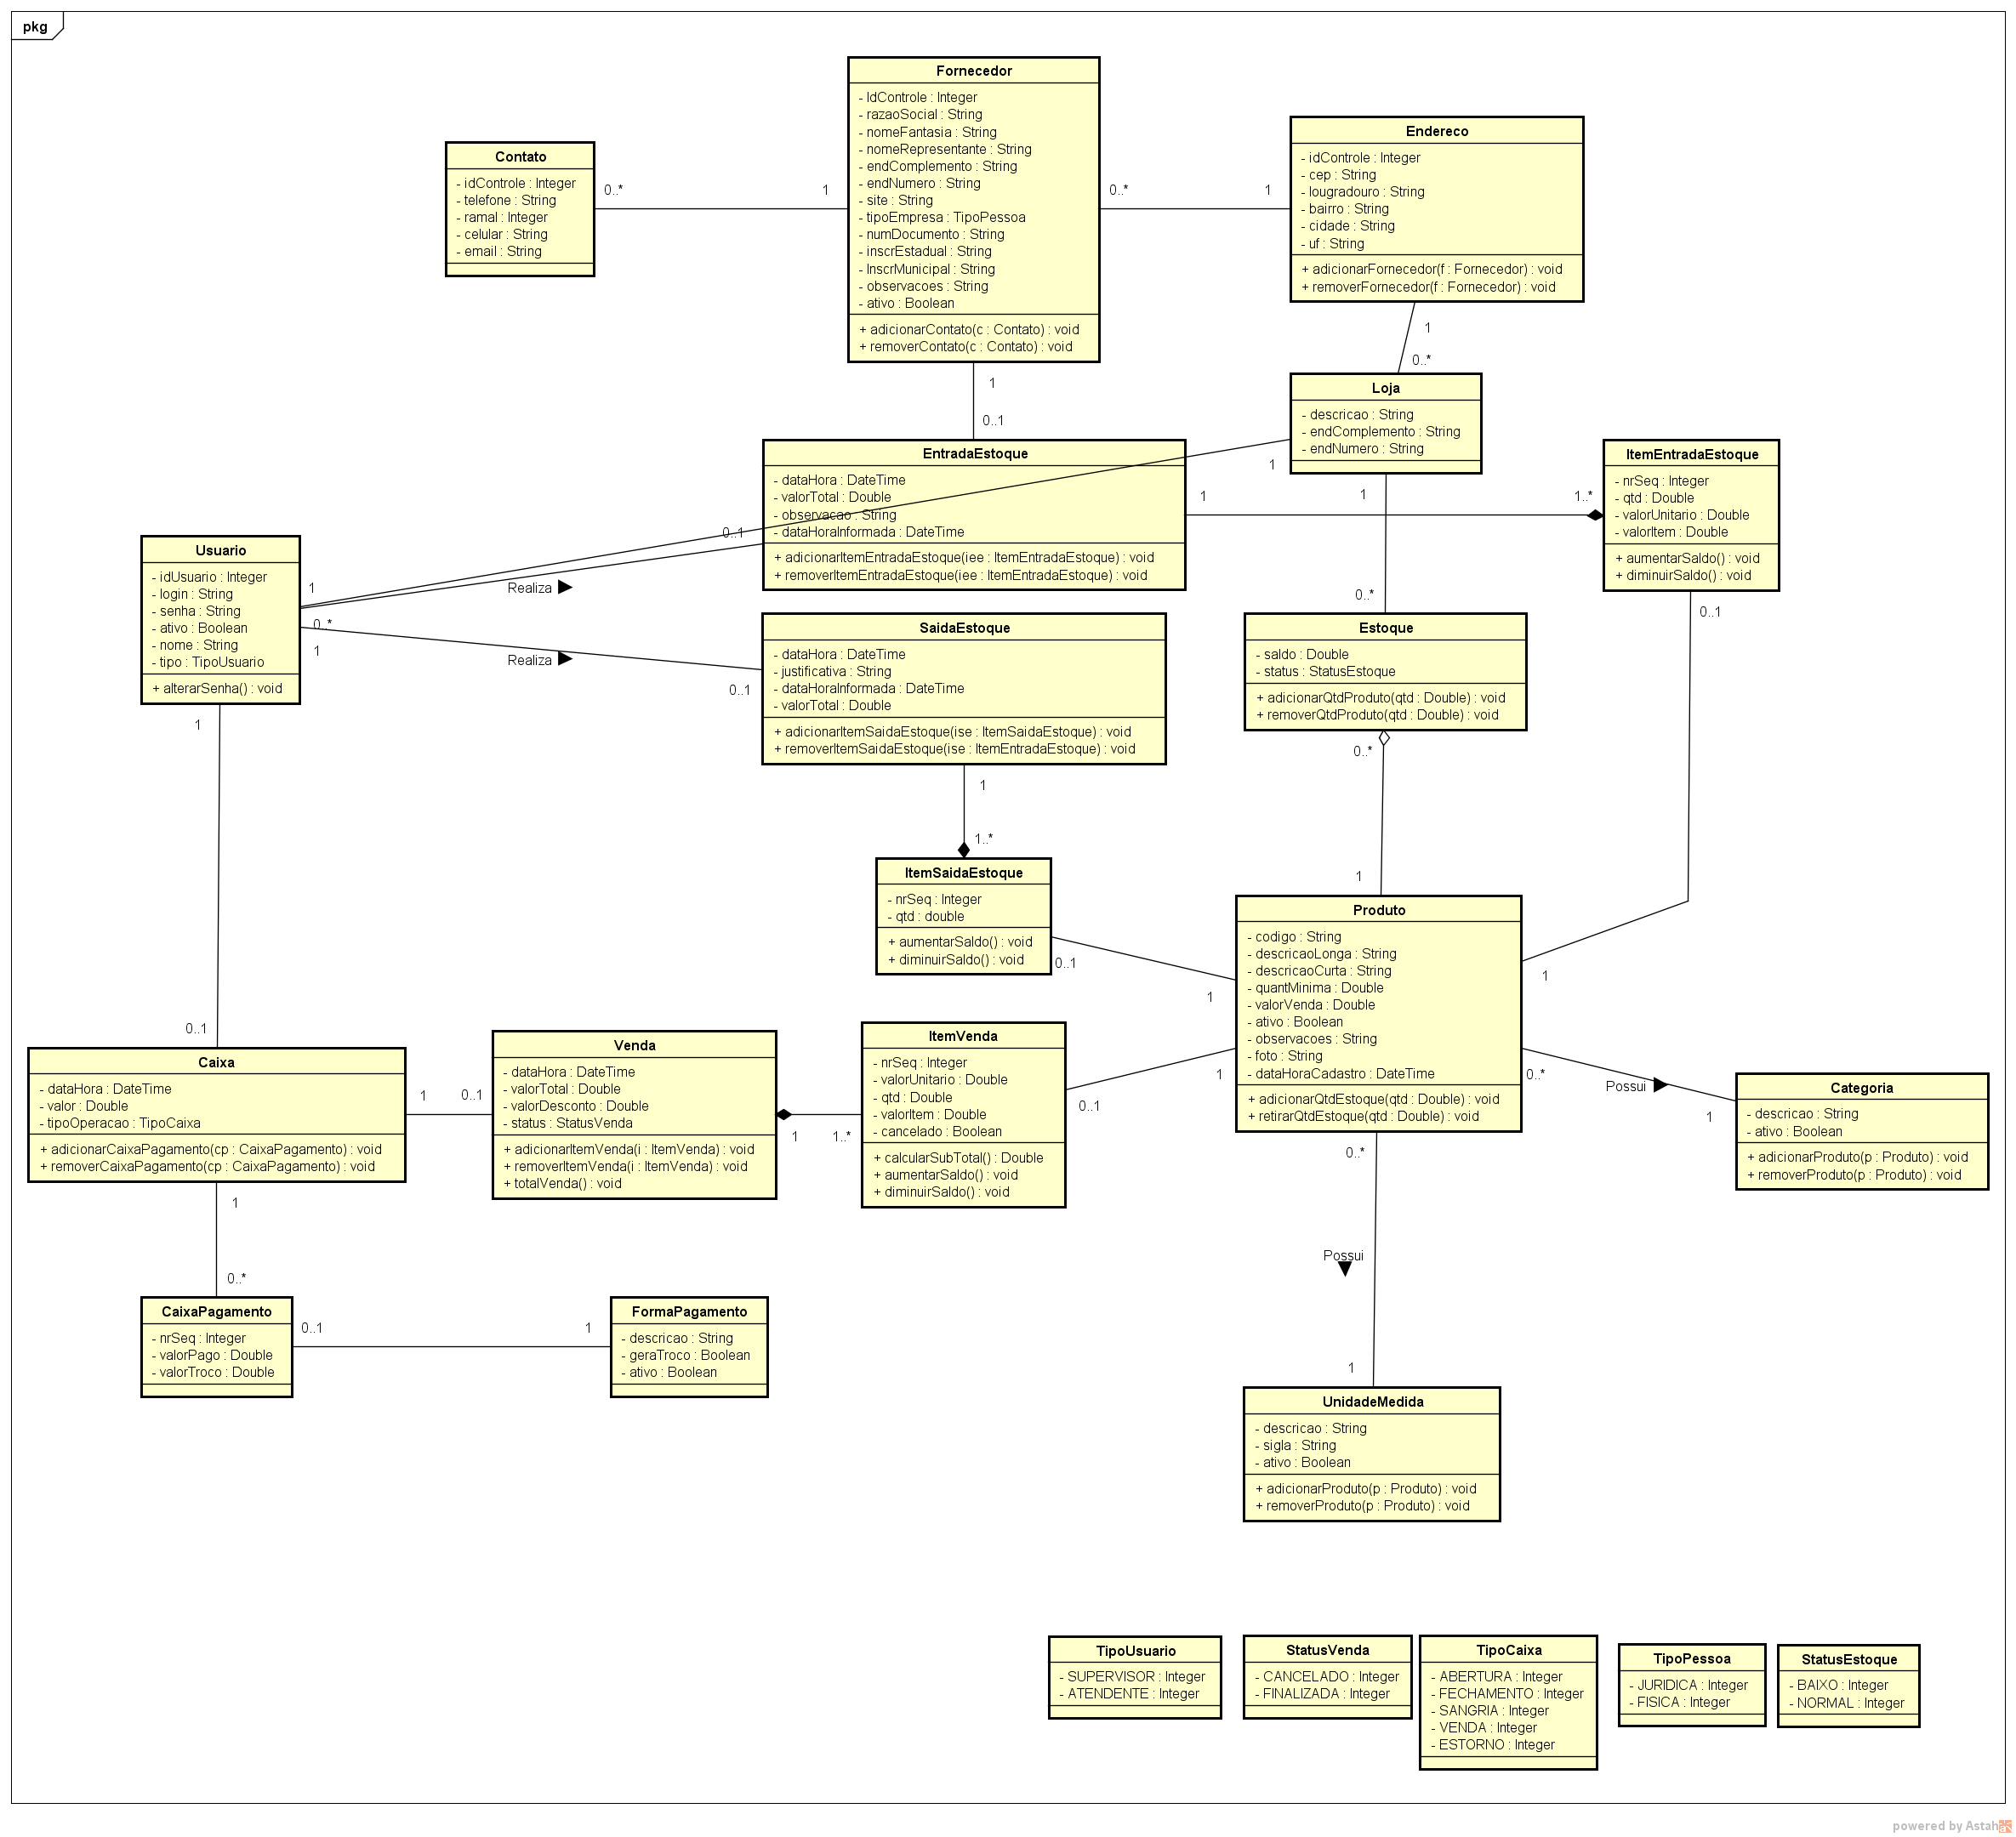 pkg
Fornecedor
- IdControle : Integer
- razaoSocial : String
- nomeFantasia : String
- nomeRepresentante : String
- endComplemento : String
- endNumero : String
- site : String
- tipoEmpresa : TipoPessoa
- numDocumento : String
- inscrEstadual : String
- InscrMunicipal : String
- observacoes : String
- ativo : Boolean
+ adicionarContato(c : Contato) : void
+ removerContato(c : Contato) : void
Endereco
- idControle : Integer
- cep : String
- lougradouro : String
- bairro : String
- cidade : String
- uf : String
+ adicionarFornecedor(f : Fornecedor) : void
+ removerFornecedor(f : Fornecedor) : void
Contato
- idControle : Integer
- telefone : String
- ramal : Integer
- celular : String
- email : String
0..*
1
0..*
1
1
0..*
1
0..1
Loja
- descricao : String
- endComplemento : String
- endNumero : String
EntradaEstoque
- dataHora : DateTime
- valorTotal : Double
- observacao : String
- dataHoraInformada : DateTime
+ adicionarItemEntradaEstoque(iee : ItemEntradaEstoque) : void
+ removerItemEntradaEstoque(iee : ItemEntradaEstoque) : void
ItemEntradaEstoque
- nrSeq : Integer
- qtd : Double
- valorUnitario : Double
- valorItem : Double
+ aumentarSaldo() : void
+ diminuirSaldo() : void
1
1
1
1..*
0..1
Usuario
- idUsuario : Integer
- login : String
- senha : String
- ativo : Boolean
- nome : String
- tipo : TipoUsuario
+ alterarSenha() : void
1
Realiza
0..*
1
Realiza
0..1
0..*
0..1
SaidaEstoque
- dataHora : DateTime
- justificativa : String
- dataHoraInformada : DateTime
- valorTotal : Double
+ adicionarItemSaidaEstoque(ise : ItemSaidaEstoque) : void
+ removerItemSaidaEstoque(ise : ItemEntradaEstoque) : void
Estoque
- saldo : Double
- status : StatusEstoque
+ adicionarQtdProduto(qtd : Double) : void
+ removerQtdProduto(qtd : Double) : void
1
0..*
1
1..*
1
ItemSaidaEstoque
- nrSeq : Integer
- qtd : double
+ aumentarSaldo() : void
+ diminuirSaldo() : void
0..1
1
1
Produto
- codigo : String
- descricaoLonga : String
- descricaoCurta : String
- quantMinima : Double
- valorVenda : Double
- ativo : Boolean
- observacoes : String
- foto : String
- dataHoraCadastro : DateTime
+ adicionarQtdEstoque(qtd : Double) : void
+ retirarQtdEstoque(qtd : Double) : void
0..1
Caixa
- dataHora : DateTime
- valor : Double
- tipoOperacao : TipoCaixa
+ adicionarCaixaPagamento(cp : CaixaPagamento) : void
+ removerCaixaPagamento(cp : CaixaPagamento) : void
1
0..1
Venda
- dataHora : DateTime
- valorTotal : Double
- valorDesconto : Double
- status : StatusVenda
+ adicionarItemVenda(i : ItemVenda) : void
+ removerItemVenda(i : ItemVenda) : void
+ totalVenda() : void
1
1..*
ItemVenda
- nrSeq : Integer
- valorUnitario : Double
- qtd : Double
- valorItem : Double
- cancelado : Boolean
+ calcularSubTotal() : Double
+ aumentarSaldo() : void
+ diminuirSaldo() : void
0..1
1
0..*
Possui
1
Categoria
- descricao : String
- ativo : Boolean
+ adicionarProduto(p : Produto) : void
+ removerProduto(p : Produto) : void
0..*
Possui
1
1
0..*
CaixaPagamento
- nrSeq : Integer
- valorPago : Double
- valorTroco : Double
0..1
1
FormaPagamento
- descricao : String
- geraTroco : Boolean
- ativo : Boolean
UnidadeMedida
- descricao : String
- sigla : String
- ativo : Boolean
+ adicionarProduto(p : Produto) : void
+ removerProduto(p : Produto) : void
TipoUsuario
- SUPERVISOR : Integer
- ATENDENTE : Integer
StatusVenda
- CANCELADO : Integer
- FINALIZADA : Integer
TipoCaixa
- ABERTURA : Integer
- FECHAMENTO : Integer
- SANGRIA : Integer
- VENDA : Integer
- ESTORNO : Integer
TipoPessoa
- JURIDICA : Integer
- FISICA : Integer
StatusEstoque
- BAIXO : Integer
- NORMAL : Integer
powered by Astah